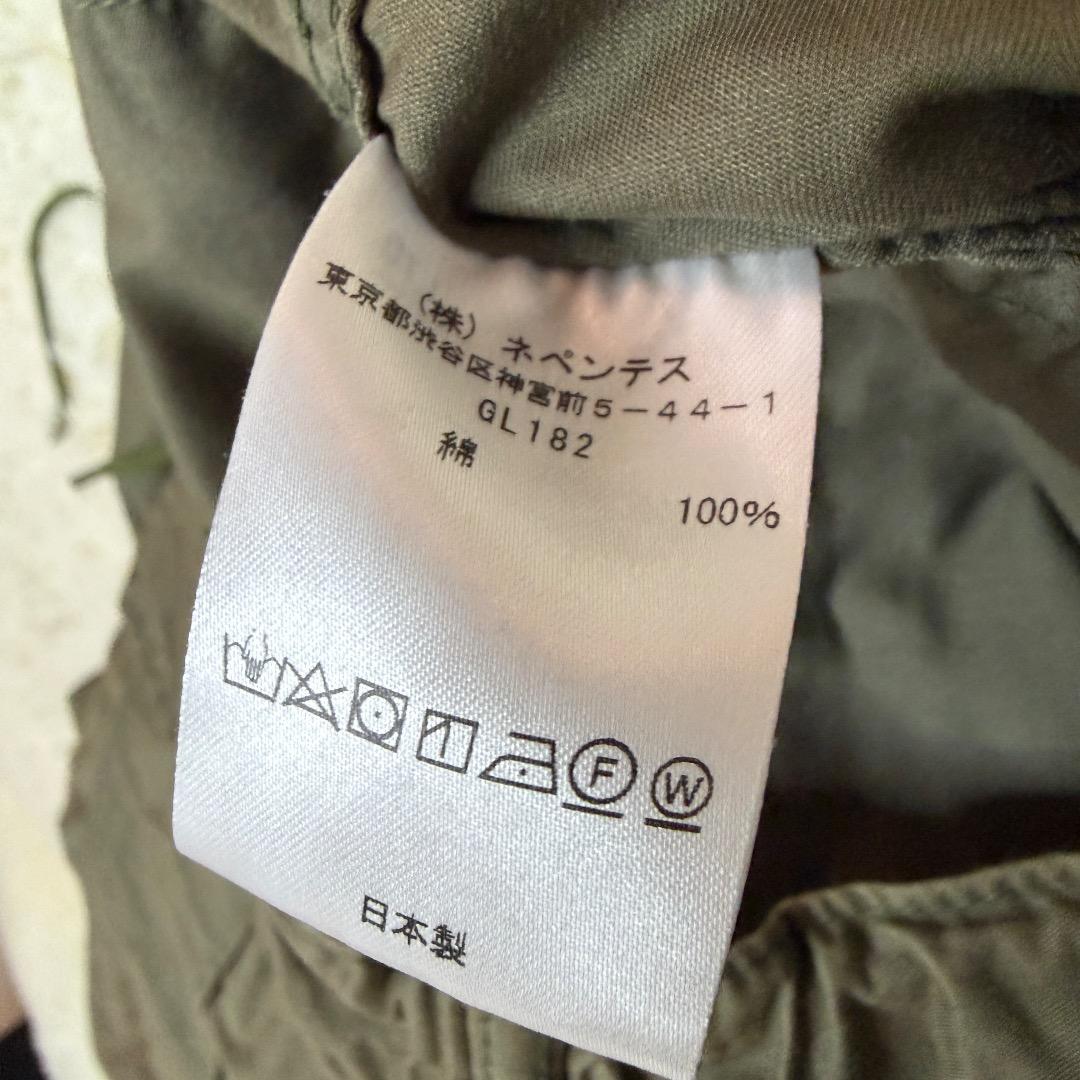 (株) ネペンテス
東京都渋谷区神宮前5-44-1
GL182
綿
100%
F
W
日本製